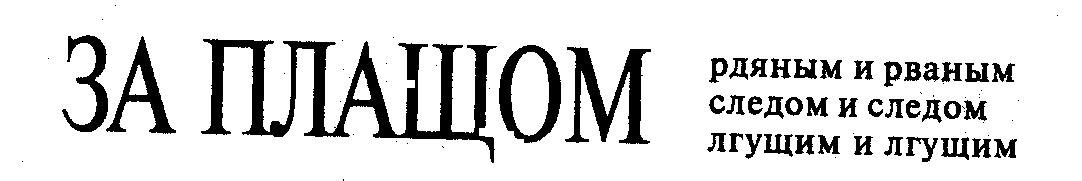 ЗА ПЛАЩОМ
рдяным и рваным
следом и следом
лгущим и лгущим